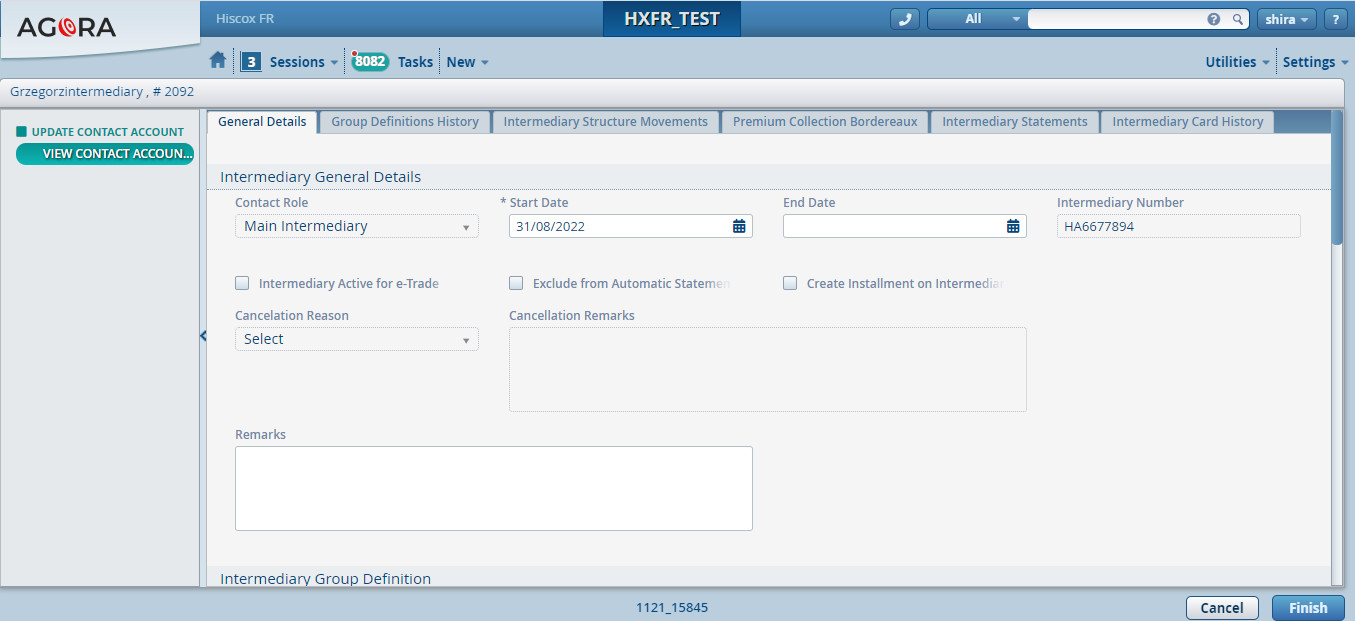 AGORA
Hiscox FR
HXFR_TEST
All
?
shira
?
3 Sessions
8082 Tasks
New
Utilities
Settings
Grzegorzintermediary , # 2092
UPDATE CONTACT ACCOUNT
VIEW CONTACT ACCOUN...
General Details
Group Definitions History
Intermediary Structure Movements
Premium Collection Bordereaux
Intermediary Statements
Intermediary Card History
Intermediary General Details
Contact Role
* Start Date
End Date
Intermediary Number
Main Intermediary
31/08/2022
HA6677894
Intermediary Active for e-Trade
Exclude from Automatic Statemen
Create Installment on Intermediar
Cancelation Reason
Cancellation Remarks
Select
Remarks
Intermediary Group Definition
1121_15845
Cancel
Finish